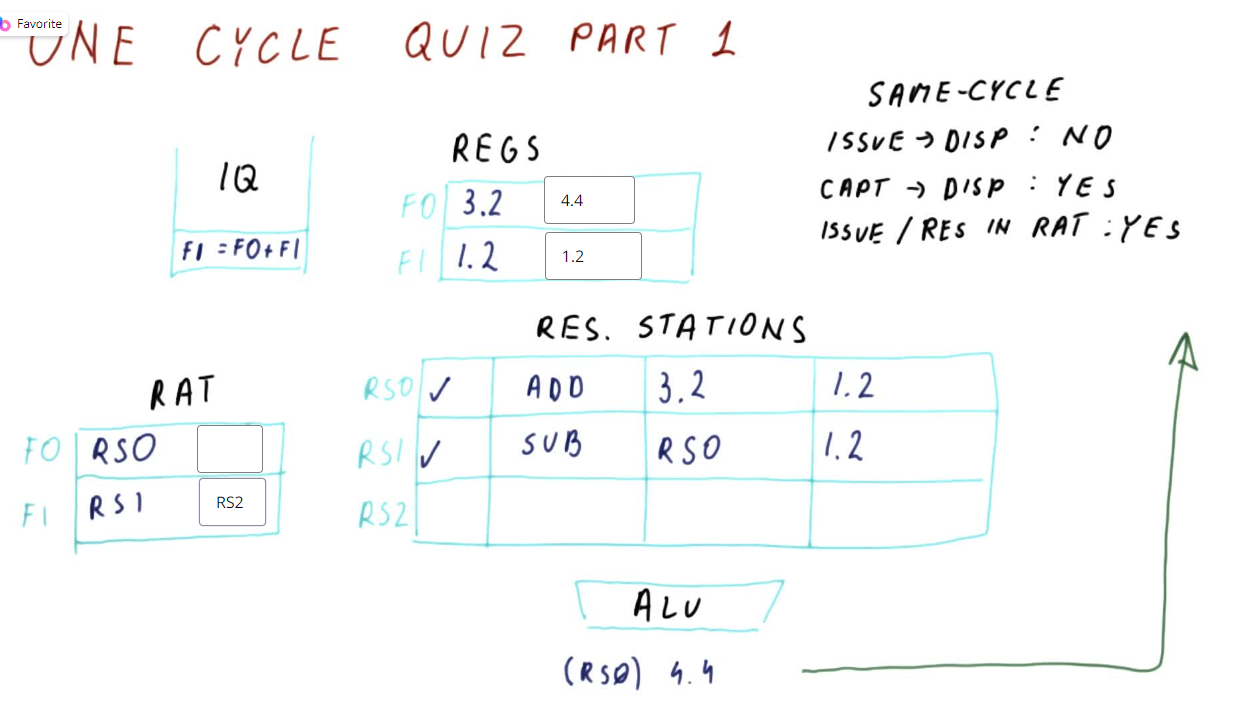 Favorite
ONE CYCLE QUIZ PART 1
SAME-CYCLE
ISSUE → DISP : NO
CAPT → DISP : YES
ISSUE / RES IN RAT : YES
IQ
F1 = F0 + F1
REGS
F0 3.2 4.4
F1 1.2 1.2
RES. STATIONS
RS0 ✓ ADD 3.2 1.2
RS1 ✓ SUB RS0 1.2
RS2
RAT
F0 RS0
F1 RS1 RS2
ALU
(RS0) 4.4